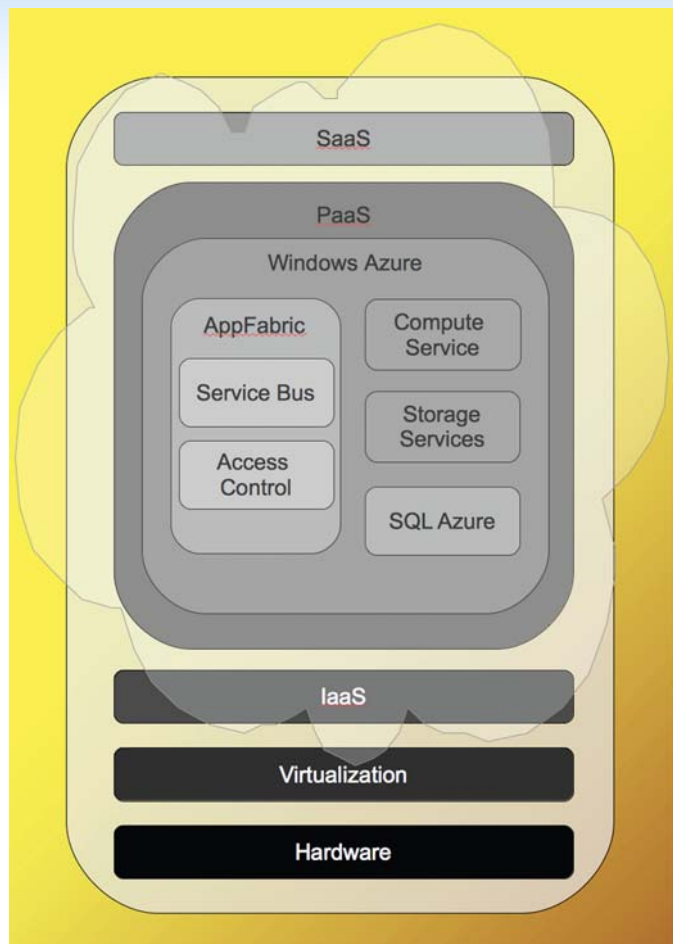 SaaS
PaaS
Windows Azure
AppFabric
Service Bus
Access
Control
Compute
Service
Storage
Services
SQL Azure
IaaS
Virtualization
Hardware